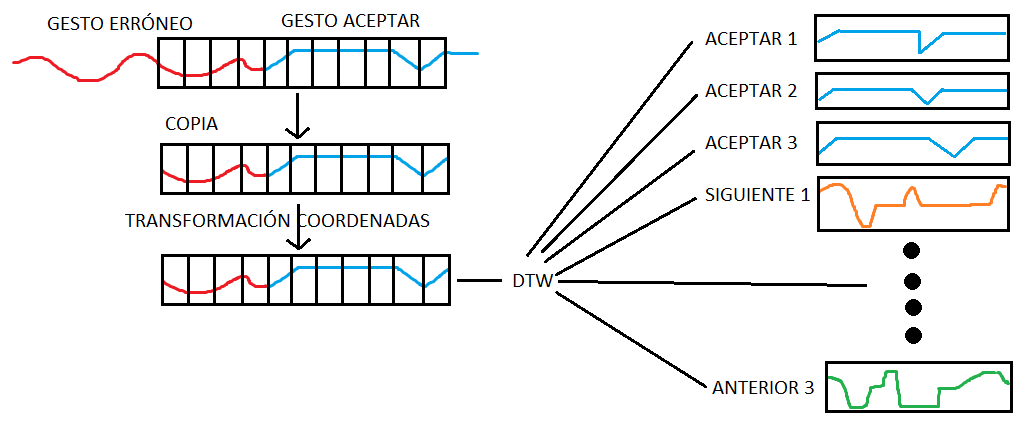 GESTO ERRÓNEO
GESTO ACEPTAR
COPIA
TRANSFORMACIÓN COORDENADAS
DTW
ACEPTAR 1
ACEPTAR 2
ACEPTAR 3
SIGUIENTE 1
ANTERIOR 3